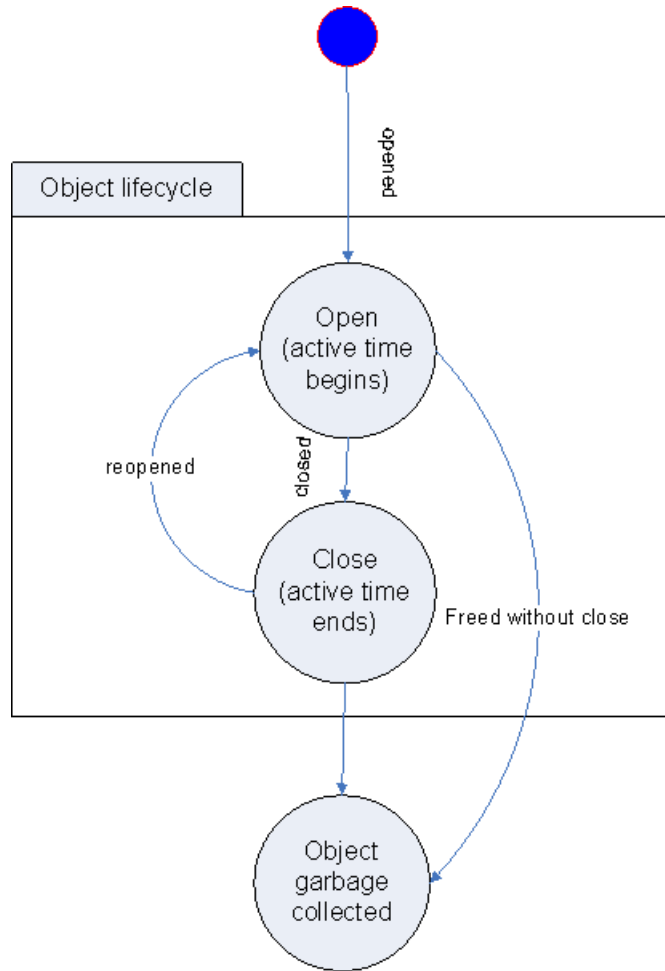 opened
Object lifecycle
Open
(active time
begins)
closed
reopened
Close
(active time
ends)
Freed without close
Object
garbage
collected